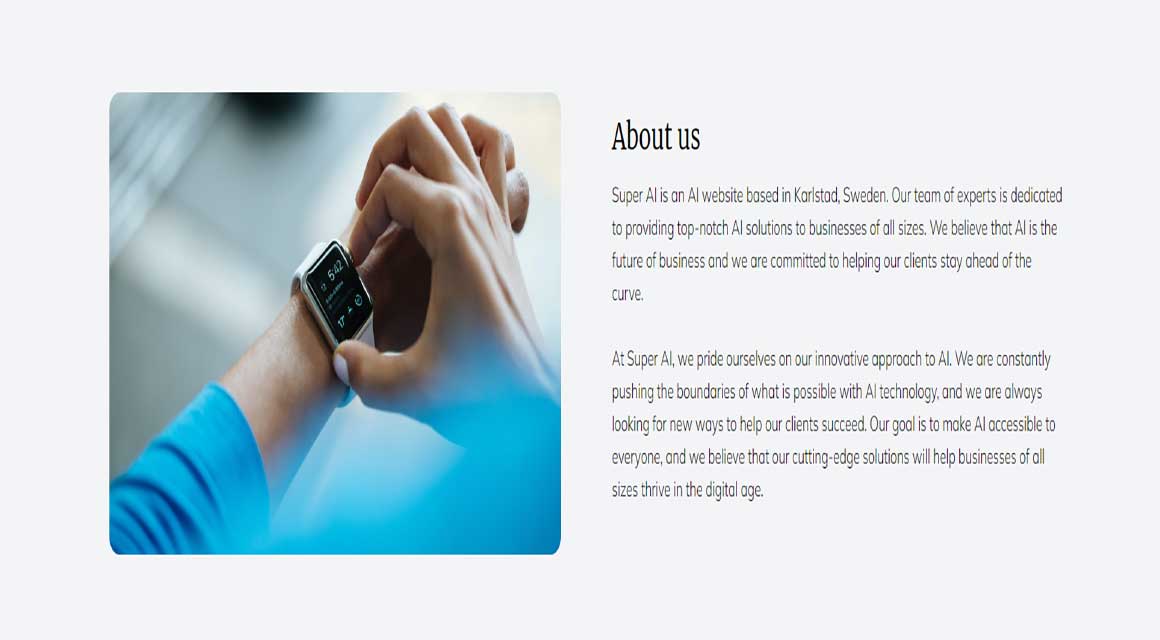 About us
Super AI is an AI website based in Karlstad, Sweden. Our team of experts is dedicated
to providing top-notch AI solutions to businesses of all sizes. We believe that AI is the
future of business and we are committed to helping our clients stay ahead of the
curve.
At Super AI, we pride ourselves on our innovative approach to AI. We are constantly
pushing the boundaries of what is possible with AI technology, and we are always
looking for new ways to help our clients succeed. Our goal is to make AI accessible to
everyone, and we believe that our cutting-edge solutions will help businesses of all
sizes thrive in the digital age.
5:42
17°